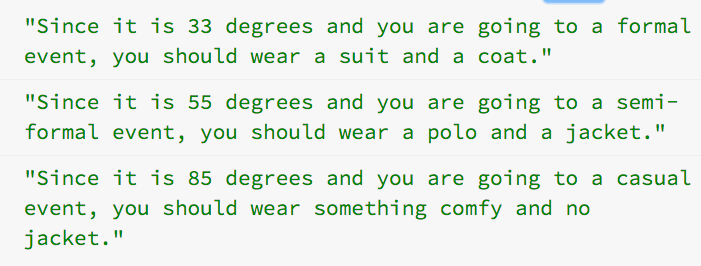 "Since it is 33 degrees and you are going to a formal
event, you should wear a suit and a coat."
"Since it is 55 degrees and you are going to a semi-
formal event, you should wear a polo and a jacket."
"Since it is 85 degrees and you are going to a casual
event, you should wear something comfy and no
jacket."